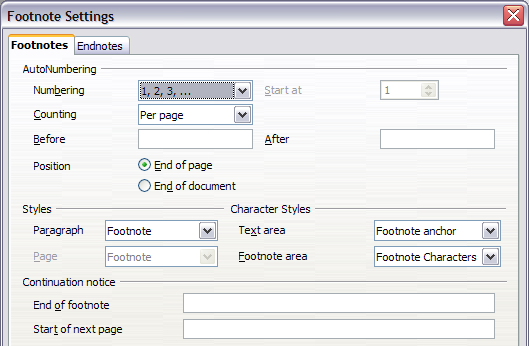 Footnote Settings
Footnotes Endnotes
AutoNumbering
Numbering 1, 2, 3, ... Start at 1
Counting Per page
Before After
Position End of page
End of document
Styles Character Styles
Paragraph Footnote Text area Footnote anchor
Page Footnote Footnote area Footnote Characters
Continuation notice
End of footnote
Start of next page